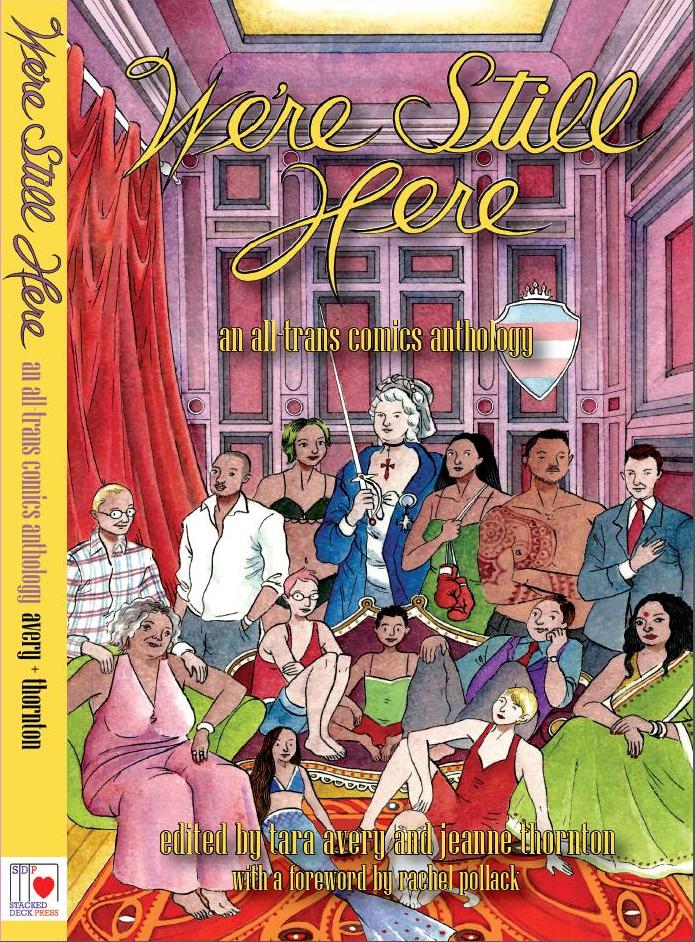 We're Still Here an all-trans comics anthology avery + thornton
SDP
STACKED
DECK PRESS
We're Still
Here
an all-trans comics anthology
edited by tara avery and jeanne thornton
with a foreword by rachel pollack